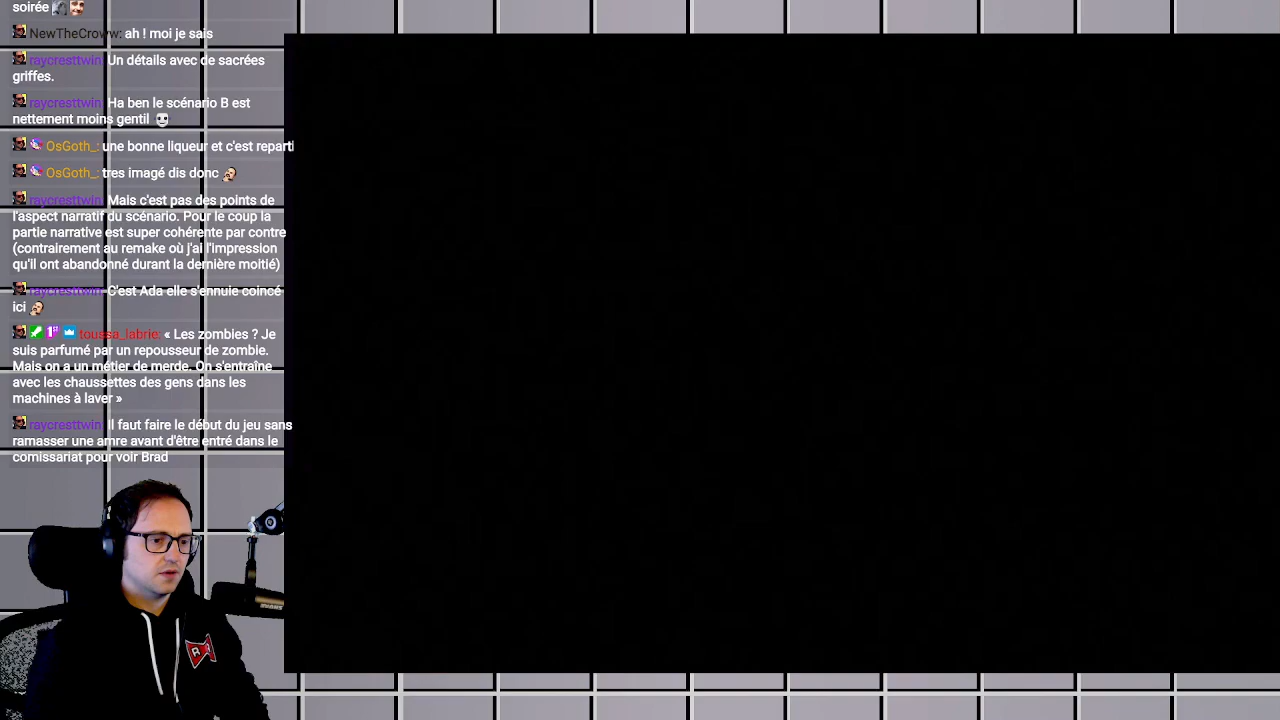 soirée
NewTheCroww: ah ! moi je sais
raycresttwin: Un détails avec de sacrées
griffes.
raycresttwin: Ha ben le scénario B est
nettement moins gentil
OsGoth_: une bonne liqueur et c'est reparti
OsGoth_: tres imagé dis donc
raycresttwin: Mais c'est pas des points de
l'aspect narratif du scénario. Pour le coup la
partie narrative est super cohérente par contre
(contrairement au remake où j'ai l'impression
qu'il ont abandonné durant la dernière moitié)
raycresttwin: C'est Ada elle s'ennuie coincé
ici
toussa_labrie: « Les zombies ? Je
suis parfumé par un repousseur de zombie.
Mais on a un métier de merde. On s'entraîne
avec les chaussettes des gens dans les
machines à laver »
raycresttwin: Il faut faire le début du jeu sans
ramasser une amre avant d'être entré dans le
comissariat pour voir Brad
R